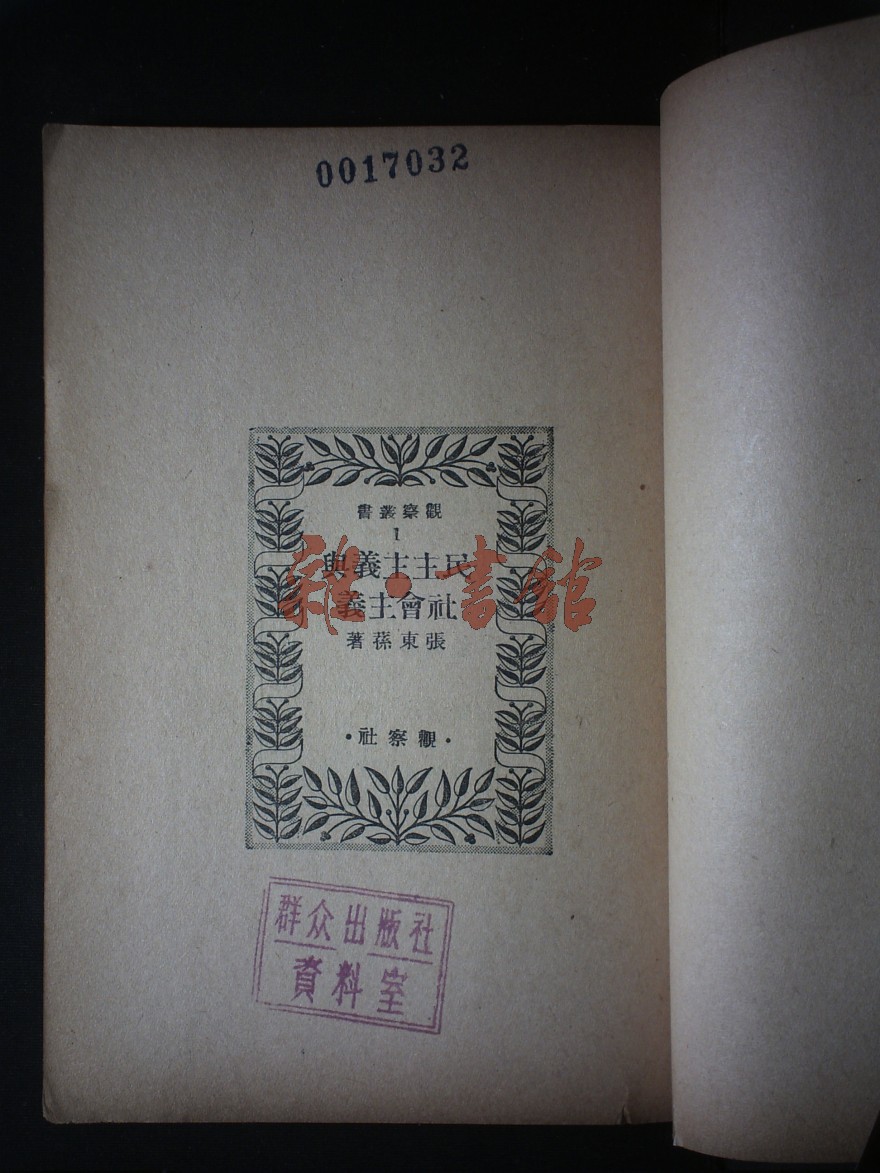 0017032
觀察叢書
1
民主主義與
社會主義
張東蓀著
·觀察社·
雜·書館
群众出版社
資料室